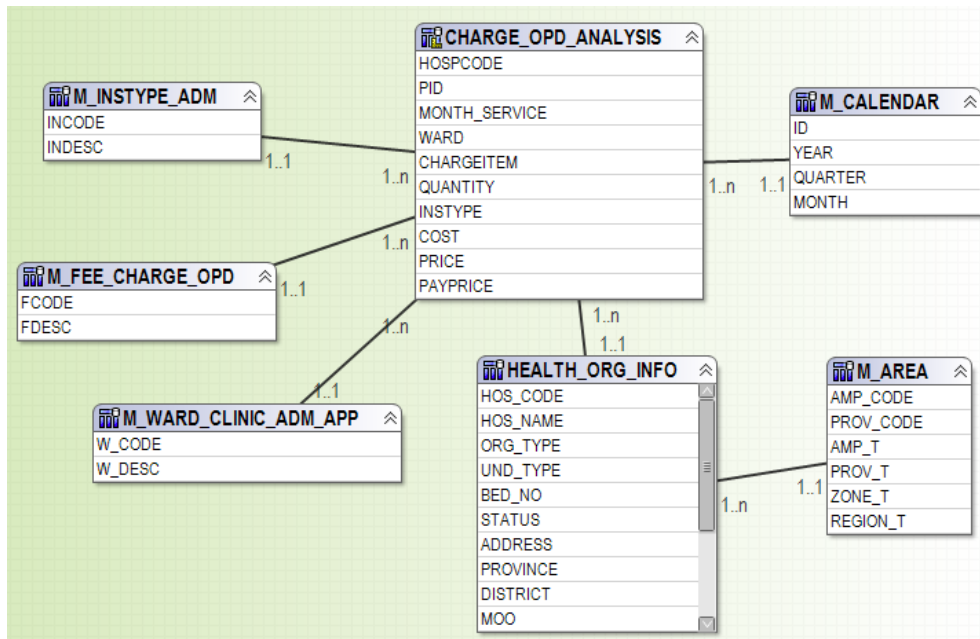 CHARGE_OPD_ANALYSIS
HOSPCODE
PID
MONTH_SERVICE
WARD
CHARGEITEM
QUANTITY
INSTYPE
COST
PRICE
PAYPRICE
M_INSTYPE_ADM
INCODE
INDESC
1..1
1..n
M_CALENDAR
ID
YEAR
QUARTER
MONTH
1..n
1..1
M_FEE_CHARGE_OPD
FCODE
FDESC
1..n
1..1
M_WARD_CLINIC_ADM_APP
W_CODE
W_DESC
1..n
1..1
1..n
1..1
HEALTH_ORG_INFO
HOS_CODE
HOS_NAME
ORG_TYPE
UND_TYPE
BED_NO
STATUS
ADDRESS
PROVINCE
DISTRICT
MOO
M_AREA
AMP_CODE
PROV_CODE
AMP_T
PROV_T
ZONE_T
REGION_T
1..n
1..1